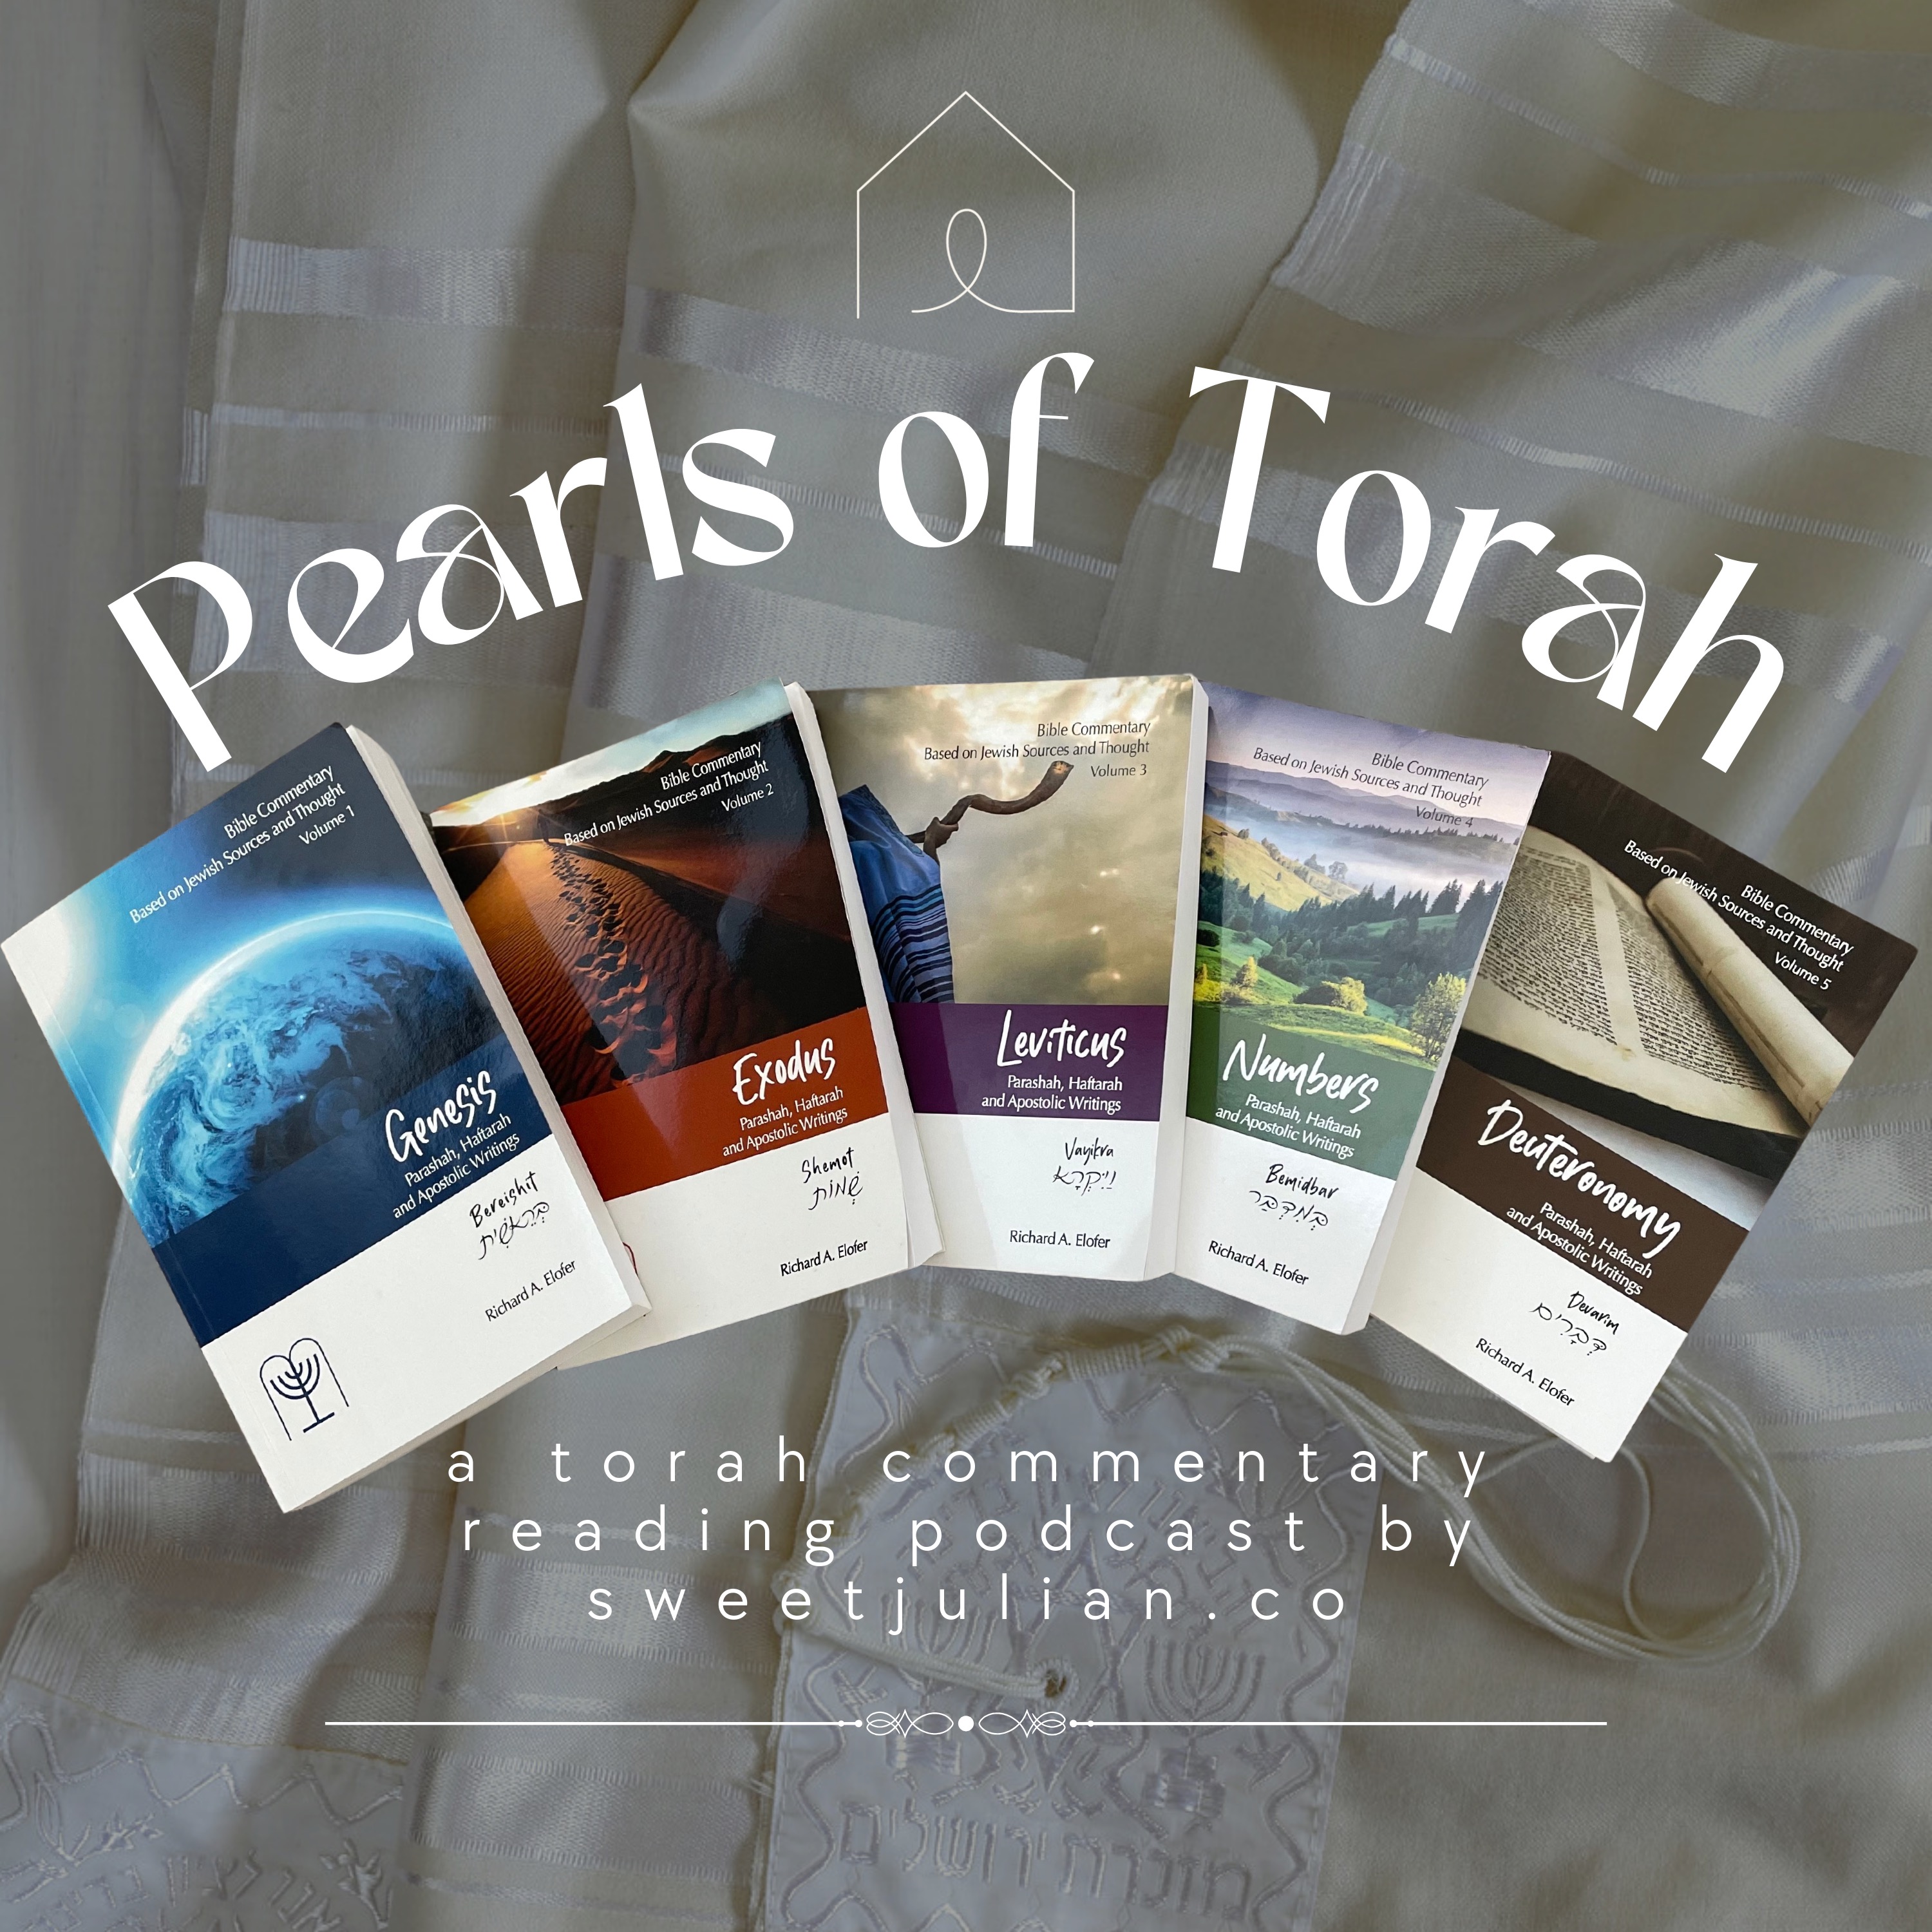 Pearls of Torah
Bible Commentary
Based on Jewish Sources and Thought
Volume 1
Genesis
Parashah, Haftarah
and Apostolic Writings
Bereishit
בְּרֵאשִׁית
Richard A. Elofer
Bible Commentary
Based on Jewish Sources and Thought
Volume 2
Exodus
Parashah, Haftarah
and Apostolic Writings
Shemot
שְׁמוֹת
Richard A. Elofer
Bible Commentary
Based on Jewish Sources and Thought
Volume 3
Leviticus
Parashah, Haftarah
and Apostolic Writings
Vayikra
וַיִּקְרָא
Richard A. Elofer
Bible Commentary
Based on Jewish Sources and Thought
Volume 4
Numbers
Parashah, Haftarah
and Apostolic Writings
Bemidbar
בְּמִדְבַּר
Richard A. Elofer
Bible Commentary
Based on Jewish Sources and Thought
Volume 5
Deuteronomy
Parashah, Haftarah
and Apostolic Writings
Devarim
דְּבָרִים
Richard A. Elofer
a torah commentary
reading podcast by
sweetjulian.co
מזכרת ירושלים